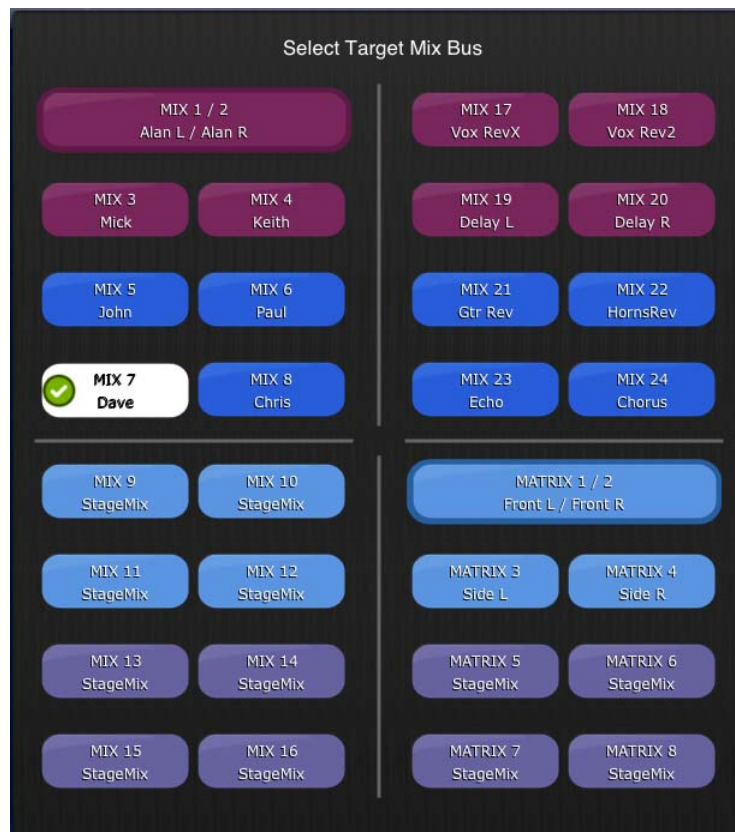 Select Target Mix Bus
MIX 1 / 2
Alan L / Alan R
MIX 3
Mick
MIX 4
Keith
MIX 5
John
MIX 6
Paul
MIX 7
Dave
MIX 8
Chris
MIX 17
Vox RevX
MIX 18
Vox Rev2
MIX 19
Delay L
MIX 20
Delay R
MIX 21
Gtr Rev
MIX 22
HornsRev
MIX 23
Echo
MIX 24
Chorus
MIX 9
StageMix
MIX 10
StageMix
MIX 11
StageMix
MIX 12
StageMix
MIX 13
StageMix
MIX 14
StageMix
MIX 15
StageMix
MIX 16
StageMix
MATRIX 1 / 2
Front L / Front R
MATRIX 3
Side L
MATRIX 4
Side R
MATRIX 5
StageMix
MATRIX 6
StageMix
MATRIX 7
StageMix
MATRIX 8
StageMix